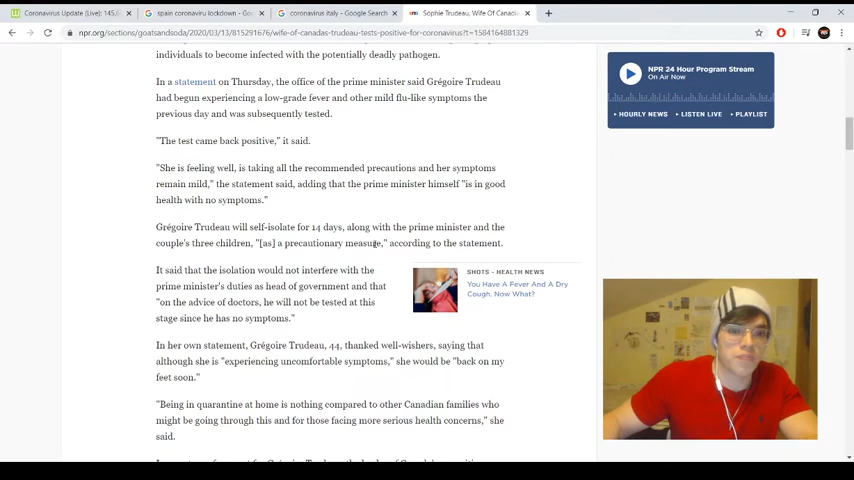 Coronavirus Update (Live): 145,
spain coronaviru lockdown - Goo
coronavirus italy - Google Search
Sophie Trudeau, Wife Of Canada
npr.org/sections/goatsandsoda/2020/03/13/815291676/wife-of-canadas-trudeau-tests-positive-for-coronavirus?t=1584164881329
individuals to become infected with the potentially deadly pathogen.
In a statement on Thursday, the office of the prime minister said Grégoire Trudeau
had begun experiencing a low-grade fever and other mild flu-like symptoms the
previous day and was subsequently tested.
"The test came back positive," it said.
"She is feeling well, is taking all the recommended precautions and her symptoms
remain mild," the statement said, adding that the prime minister himself "is in good
health with no symptoms."
Grégoire Trudeau will self-isolate for 14 days, along with the prime minister and the
couple's three children, "[as] a precautionary measure," according to the statement.
It said that the isolation would not interfere with the
prime minister's duties as head of government and that
"on the advice of doctors, he will not be tested at this
stage since he has no symptoms."
SHOTS - HEALTH NEWS
You Have A Fever And A Dry
Cough. Now What?
In her own statement, Grégoire Trudeau, 44, thanked well-wishers, saying that
although she is "experiencing uncomfortable symptoms," she would be "back on my
feet soon."
"Being in quarantine at home is nothing compared to other Canadian families who
might be going through this and for those facing more serious health concerns," she
said.
NPR 24 Hour Program Stream
On Air Now
HOURLY NEWS
LISTEN LIVE
PLAYLIST